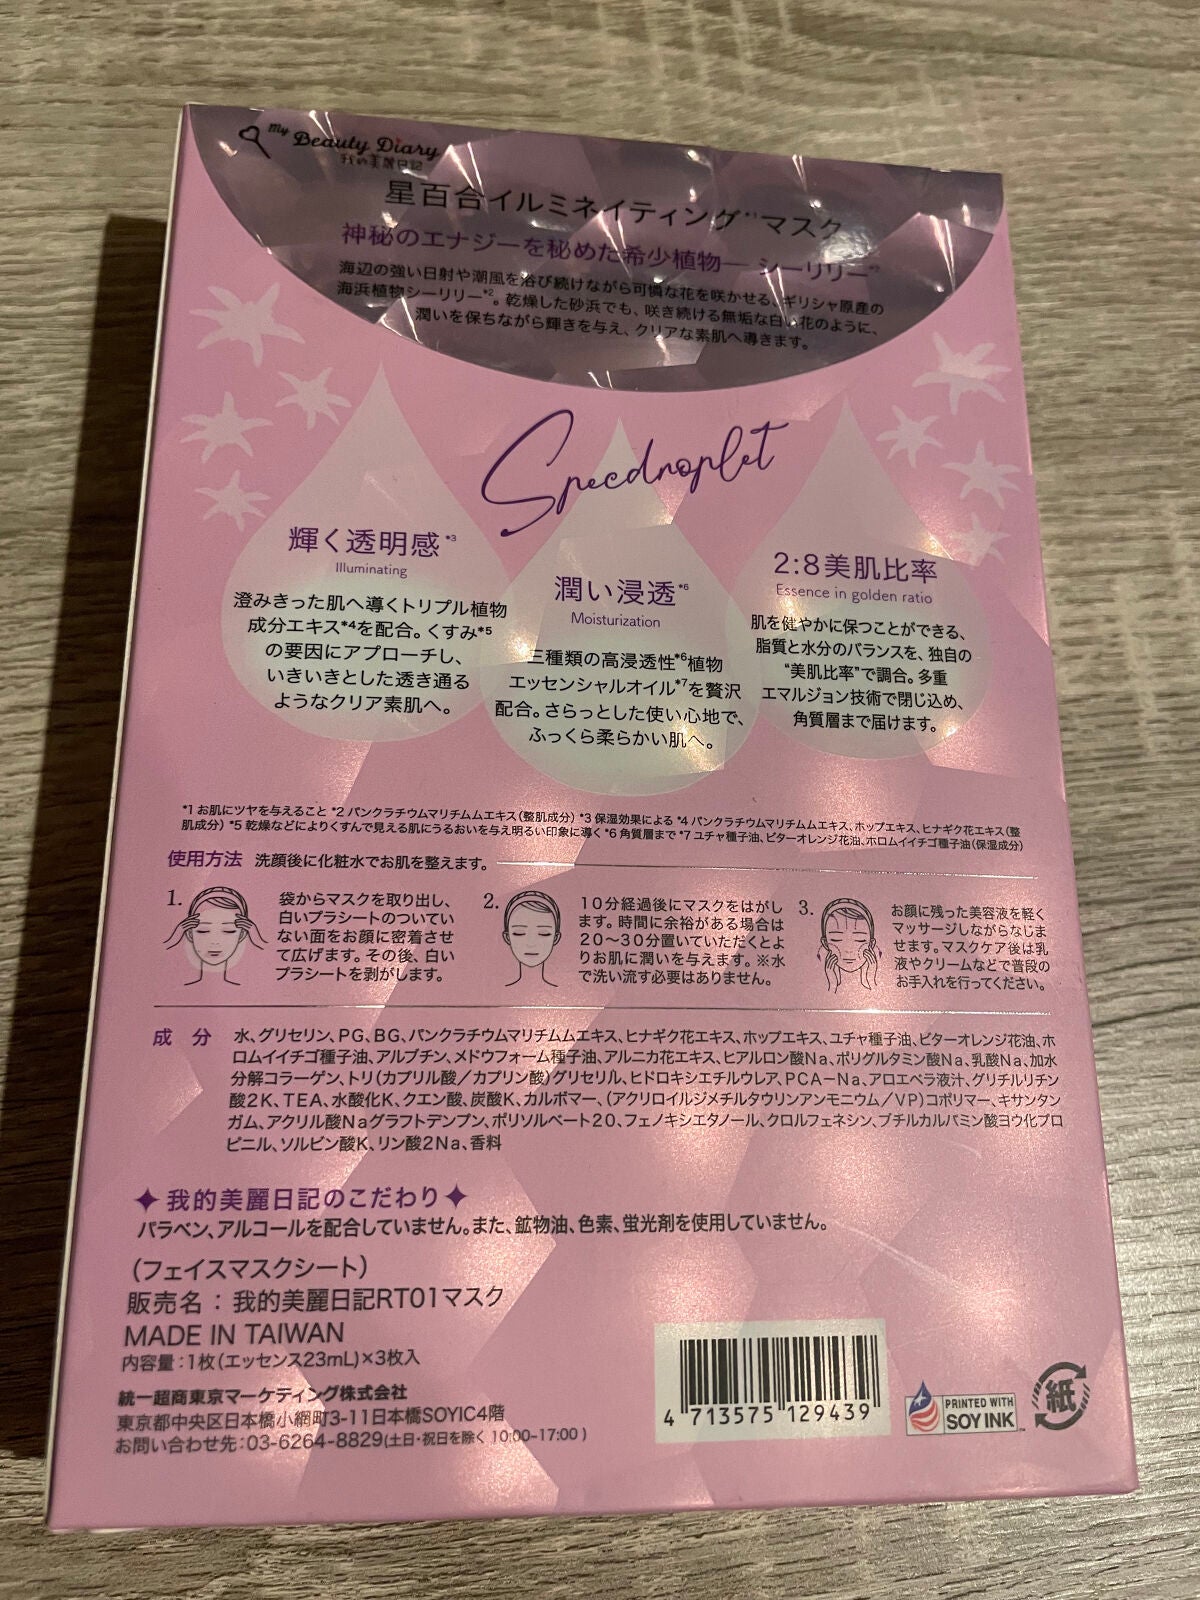 my Beauty Diary
我的美麗日記
星百合イルミネイティング*1マスク
神秘のエナジーを秘めた希少植物― シーリリー*2
海辺の強い日射や潮風を浴び続けながら可憐な花を咲かせる、ギリシャ原産の
海浜植物シーリリー*2。乾燥した砂浜でも、咲き続ける無垢な白い花のように、
潤いを保ちながら輝きを与え、クリアな素肌へ導きます。
Specdroplet
輝く透明感*3
Illuminating
澄みきった肌へ導くトリプル植物
成分エキス*4を配合。くすみ*5
の要因にアプローチし、
いきいきとした透き通る
ようなクリア素肌へ。
潤い浸透*6
Moisturization
三種類の高浸透性*6植物
エッセンシャルオイル*7を贅沢
配合。さらっとした使い心地で、
ふっくら柔らかい肌へ。
2:8美肌比率
Essence in golden ratio
肌を健やかに保つことができる、
脂質と水分のバランスを、独自の
“美肌比率”で調合。多重
エマルジョン技術で閉じ込め、
角質層まで届けます。
*1 お肌にツヤを与えること *2 パンクラチウムマリチムムエキス(整肌成分) *3 保湿効果による *4 パンクラチウムマリチムムエキス、ホップエキス、ヒナギク花エキス(整
肌成分) *5 乾燥などによりくすんで見える肌にうるおいを与え明るい印象に導く *6 角質層まで *7 ユチャ種子油、ビターオレンジ花油、ホロムイイチゴ種子油(保湿成分)
使用方法 洗顔後に化粧水でお肌を整えます。
1.
袋からマスクを取り出し、
白いプラシートのついてい
ない面をお顔に密着させ
て広げます。その後、白い
プラシートを剥がします。
2.
10分経過後にマスクをはがし
ます。時間に余裕がある場合は
20〜30分置いていただくとよ
りお肌に潤いを与えます。※水
で洗い流す必要はありません。
3.
お顔に残った美容液を軽く
マッサージしながらなじま
せます。マスクケア後は乳
液やクリームなどで普段の
お手入れを行ってください。
成分 水、グリセリン、PG、BG、パンクラチウムマリチムムエキス、ヒナギク花エキス、ホップエキス、ユチャ種子油、ビターオレンジ花油、ホ
ロムイイチゴ種子油、アルブチン、メドウフォーム種子油、アルニカ花エキス、ヒアルロン酸Na、ポリグルタミン酸Na、乳酸Na、加水
分解コラーゲン、トリ(カプリル酸/カプリン酸)グリセリル、ヒドロキシエチルウレア、PCA-Na、アロエベラ液汁、グリチルリチン
酸2K、TEA、水酸化K、クエン酸、炭酸K、カルボマー、(アクリロイルジメチルタウリンアンモニウム/VP)コポリマー、キサンタン
ガム、アクリル酸Naグラフトデンプン、ポリソルベート20、フェノキシエタノール、クロルフェネシン、ブチルカルバミン酸ヨウ化プロ
ピニル、ソルビン酸K、リン酸2Na、香料
✦我的美麗日記のこだわり✦
パラベン、アルコールを配合していません。また、鉱物油、色素、蛍光剤を使用していません。
(フェイスマスクシート)
販売名:我的美麗日記RT01マスク
MADE IN TAIWAN
内容量:1枚(エッセンス23mL)×3枚入
統一超商東京マーケティング株式会社
東京都中央区日本橋小網町3-11日本橋SOYIC4階
お問い合わせ先:03-6264-8829(土日・祝日を除く 10:00-17:00)
4 713575 129439
PRINTED WITH
SOY INK™
紙